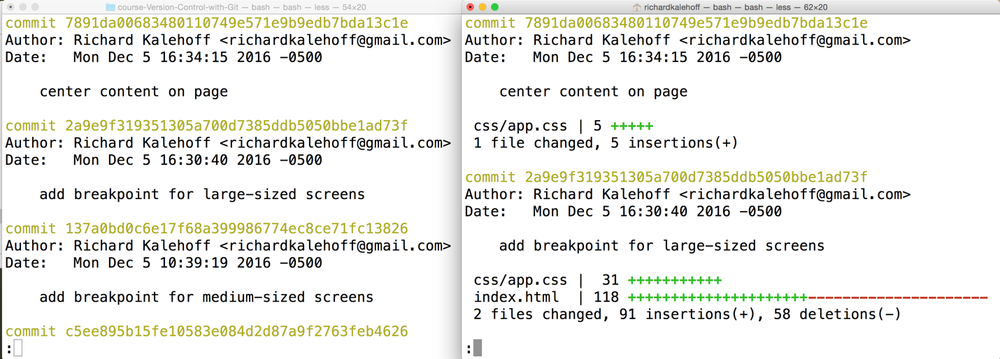 course-Version-Control-with-Git — bash — bash — less — 54×20
commit 7891da00683480110749e571e9b9edb7bda13c1e
Author: Richard Kalehoff <richardkalehoff@gmail.com>
Date:   Mon Dec 5 16:34:15 2016 -0500
    center content on page
commit 2a9e9f319351305a700d7385ddb5050bbe1ad73f
Author: Richard Kalehoff <richardkalehoff@gmail.com>
Date:   Mon Dec 5 16:30:40 2016 -0500
    add breakpoint for large-sized screens
commit 137a0bd0c6e17f68a399986774ec8ce71fc13826
Author: Richard Kalehoff <richardkalehoff@gmail.com>
Date:   Mon Dec 5 10:39:19 2016 -0500
    add breakpoint for medium-sized screens
commit c5ee895b15fe10583e084d2d87a9f2763feb4626
:
richardkalehoff — bash — bash — less — 62×20
commit 7891da00683480110749e571e9b9edb7bda13c1e
Author: Richard Kalehoff <richardkalehoff@gmail.com>
Date:   Mon Dec 5 16:34:15 2016 -0500
    center content on page
 css/app.css | 5 +++++
 1 file changed, 5 insertions(+)
commit 2a9e9f319351305a700d7385ddb5050bbe1ad73f
Author: Richard Kalehoff <richardkalehoff@gmail.com>
Date:   Mon Dec 5 16:30:40 2016 -0500
    add breakpoint for large-sized screens
 css/app.css |  31 +++++++++++
 index.html  | 118 +++++++++++++++++++++---------------------
 2 files changed, 91 insertions(+), 58 deletions(-)
: